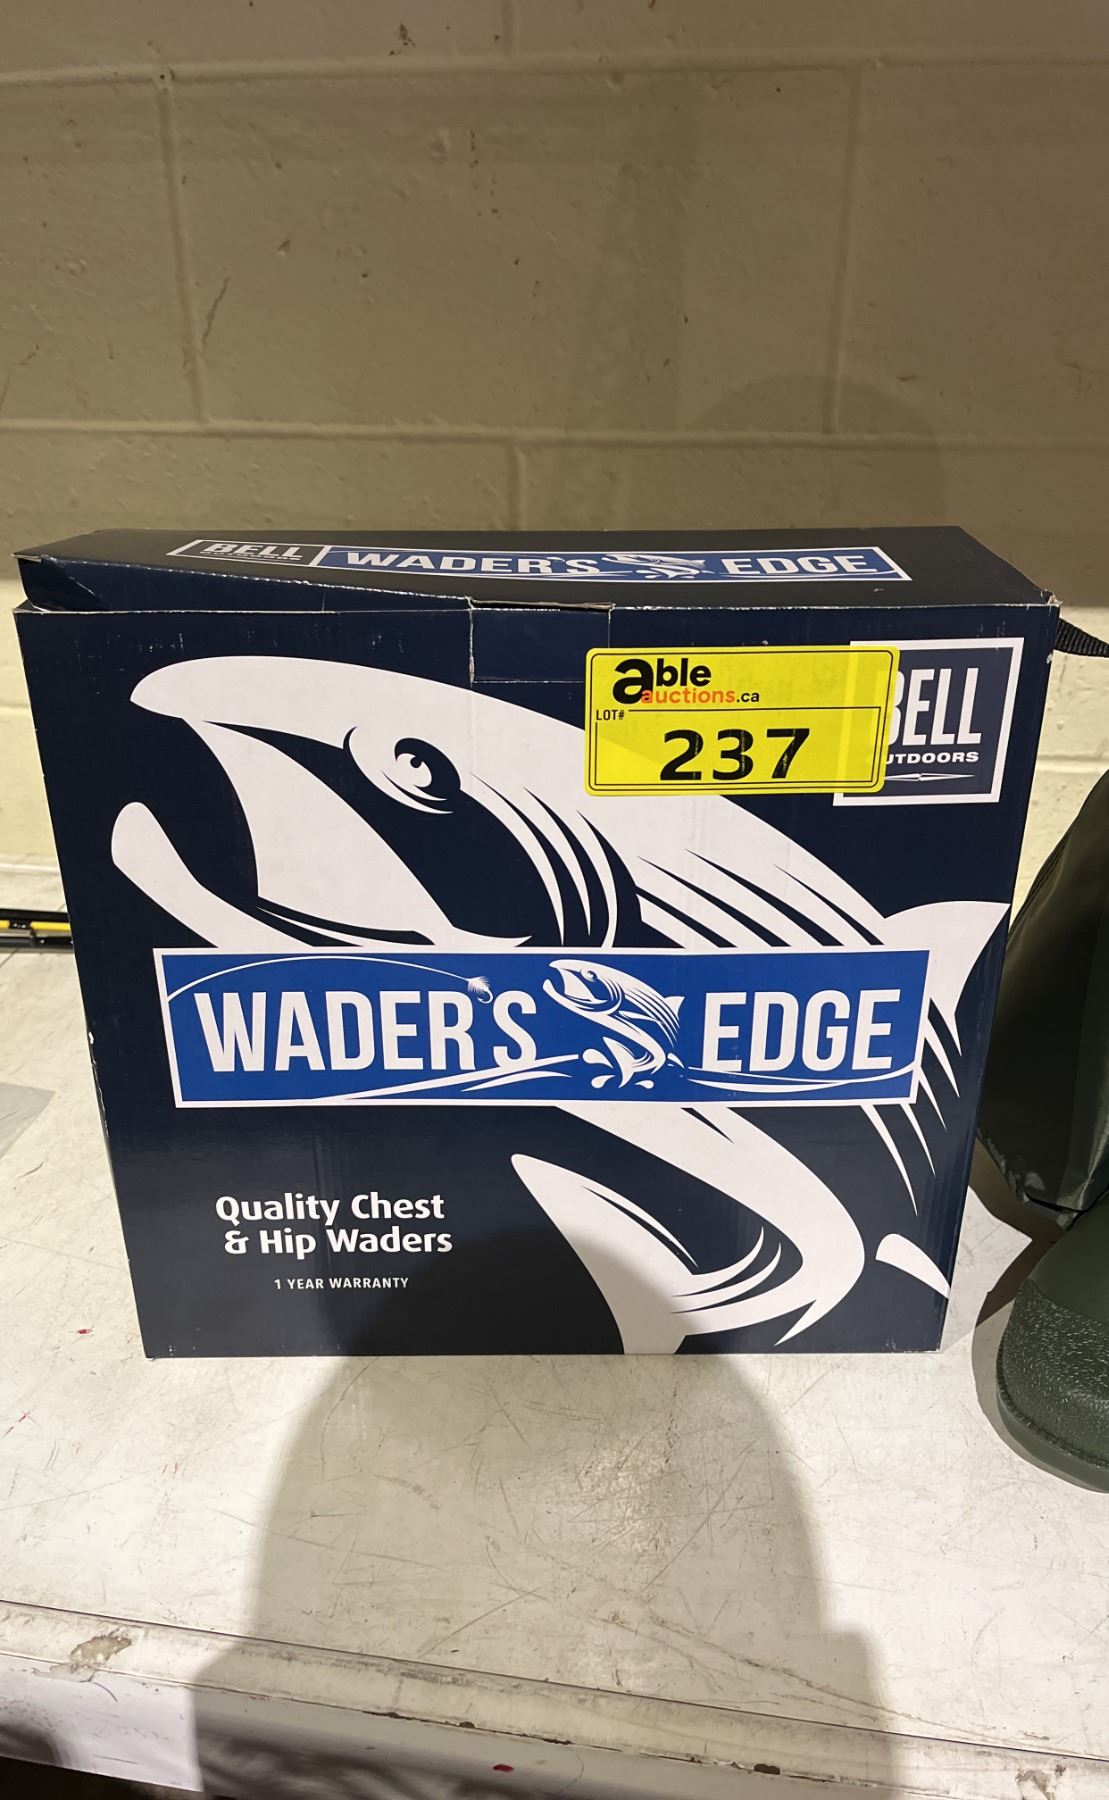 BELL
WADER'S EDGE
able
auctions.ca
LOT#
237
BELL
OUTDOORS
WADER'S EDGE
Quality Chest
& Hip Waders
1 YEAR WARRANTY